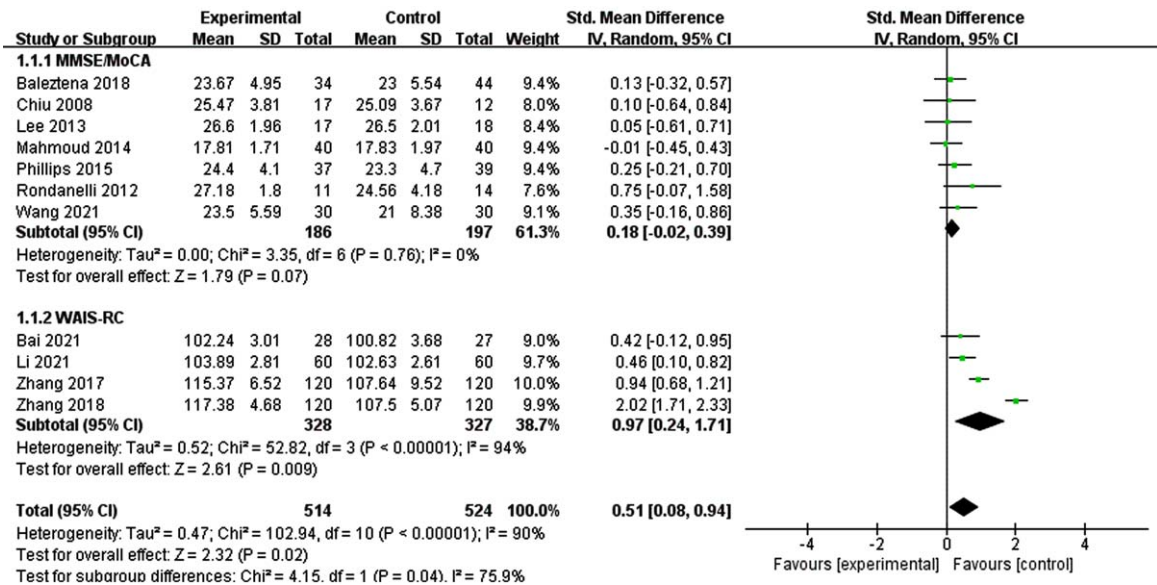 Experimental Control Std. Mean Difference Std. Mean Difference
Study or Subgroup Mean SD Total Mean SD Total Weight IV, Random, 95% CI IV, Random, 95% CI
1.1.1 MMSE/MoCA
Baleztena 2018 23.67 4.95 34 23 5.54 44 9.4% 0.13 [-0.32, 0.57]
Chiu 2008 25.47 3.81 17 25.09 3.67 12 8.0% 0.10 [-0.64, 0.84]
Lee 2013 26.6 1.96 17 26.5 2.01 18 8.4% 0.05 [-0.61, 0.71]
Mahmoud 2014 17.81 1.71 40 17.83 1.97 40 9.4% -0.01 [-0.45, 0.43]
Phillips 2015 24.4 4.1 37 23.3 4.7 39 9.4% 0.25 [-0.21, 0.70]
Rondanelli 2012 27.18 1.8 11 24.56 4.18 14 7.6% 0.75 [-0.07, 1.58]
Wang 2021 23.5 5.59 30 21 8.38 30 9.1% 0.35 [-0.16, 0.86]
Subtotal (95% CI) 186 197 61.3% 0.18 [-0.02, 0.39]
Heterogeneity: Tau² = 0.00; Chi² = 3.35, df = 6 (P = 0.76); I² = 0%
Test for overall effect: Z = 1.79 (P = 0.07)
1.1.2 WAIS-RC
Bai 2021 102.24 3.01 28 100.82 3.68 27 9.0% 0.42 [-0.12, 0.95]
Li 2021 103.89 2.81 60 102.63 2.61 60 9.7% 0.46 [0.10, 0.82]
Zhang 2017 115.37 6.52 120 107.64 9.52 120 10.0% 0.94 [0.68, 1.21]
Zhang 2018 117.38 4.68 120 107.5 5.07 120 9.9% 2.02 [1.71, 2.33]
Subtotal (95% CI) 328 327 38.7% 0.97 [0.24, 1.71]
Heterogeneity: Tau² = 0.52; Chi² = 52.82, df = 3 (P < 0.00001); I² = 94%
Test for overall effect: Z = 2.61 (P = 0.009)
Total (95% CI) 514 524 100.0% 0.51 [0.08, 0.94]
Heterogeneity: Tau² = 0.47; Chi² = 102.94, df = 10 (P < 0.00001); I² = 90%
Test for overall effect: Z = 2.32 (P = 0.02)
Test for subgroup differences: Chi² = 4.15, df = 1 (P = 0.04), I² = 75.9%
-4 -2 0 2 4
Favours [experimental] Favours [control]